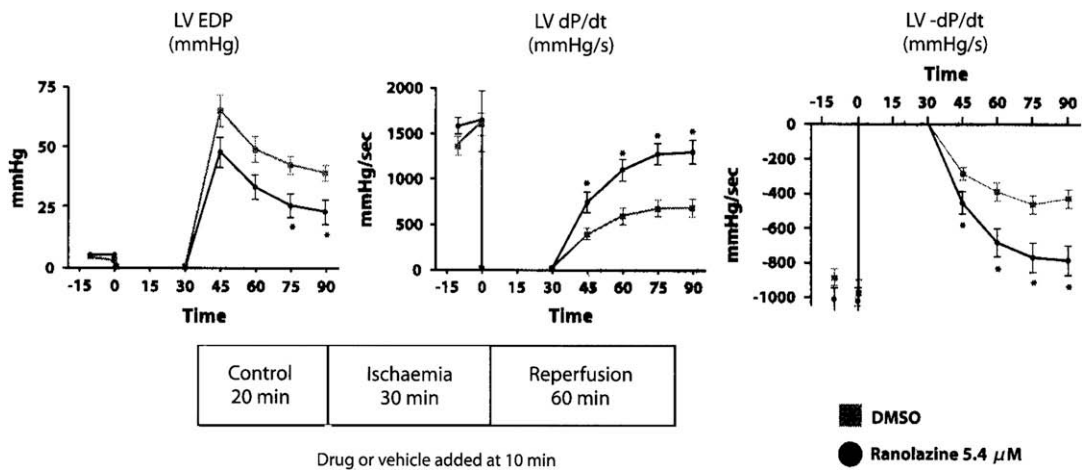 LV EDP
(mmHg)
75
50
25
0
mmHg
-15 0 15 30 45 60 75 90
Time
* *
LV dP/dt
(mmHg/s)
2000
1500
1000
500
0
mmHg/sec
-15 0 15 30 45 60 75 90
Time
* * * *
LV -dP/dt
(mmHg/s)
Time
-15 0 15 30 45 60 75 90
0
-200
-400
-600
-800
-1000
mmHg/sec
* * * *
Control
20 min
Ischaemia
30 min
Reperfusion
60 min
Drug or vehicle added at 10 min
DMSO
Ranolazine 5.4 μM